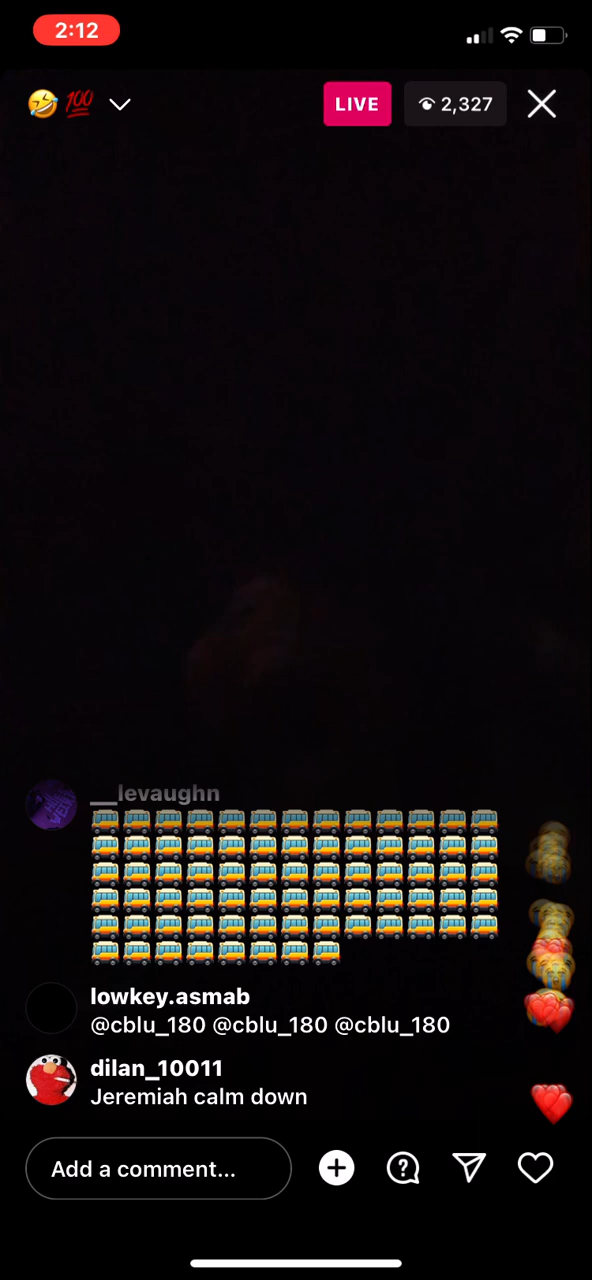 2:12
🤣 💯
LIVE
2,327
__levaughn
🚌🚌🚌🚌🚌🚌🚌🚌🚌🚌🚌🚌🚌
🚌🚌🚌🚌🚌🚌🚌🚌🚌🚌🚌🚌🚌
🚌🚌🚌🚌🚌🚌🚌🚌🚌🚌🚌🚌🚌
🚌🚌🚌🚌🚌🚌🚌🚌🚌🚌🚌🚌🚌
🚌🚌🚌🚌🚌🚌🚌🚌🚌🚌🚌🚌🚌
🚌🚌🚌🚌🚌🚌🚌🚌
lowkey.asmab
@cblu_180 @cblu_180 @cblu_180
dilan_10011
Jeremiah calm down
Add a comment...